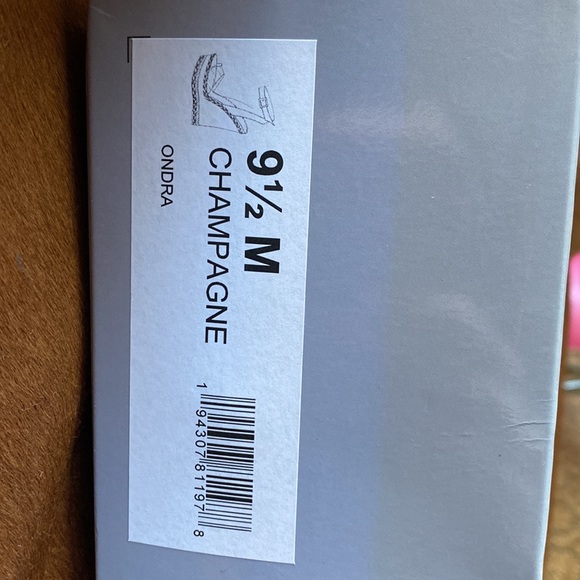 9½ M
CHAMPAGNE
ONDRA
1 94307 81197 8